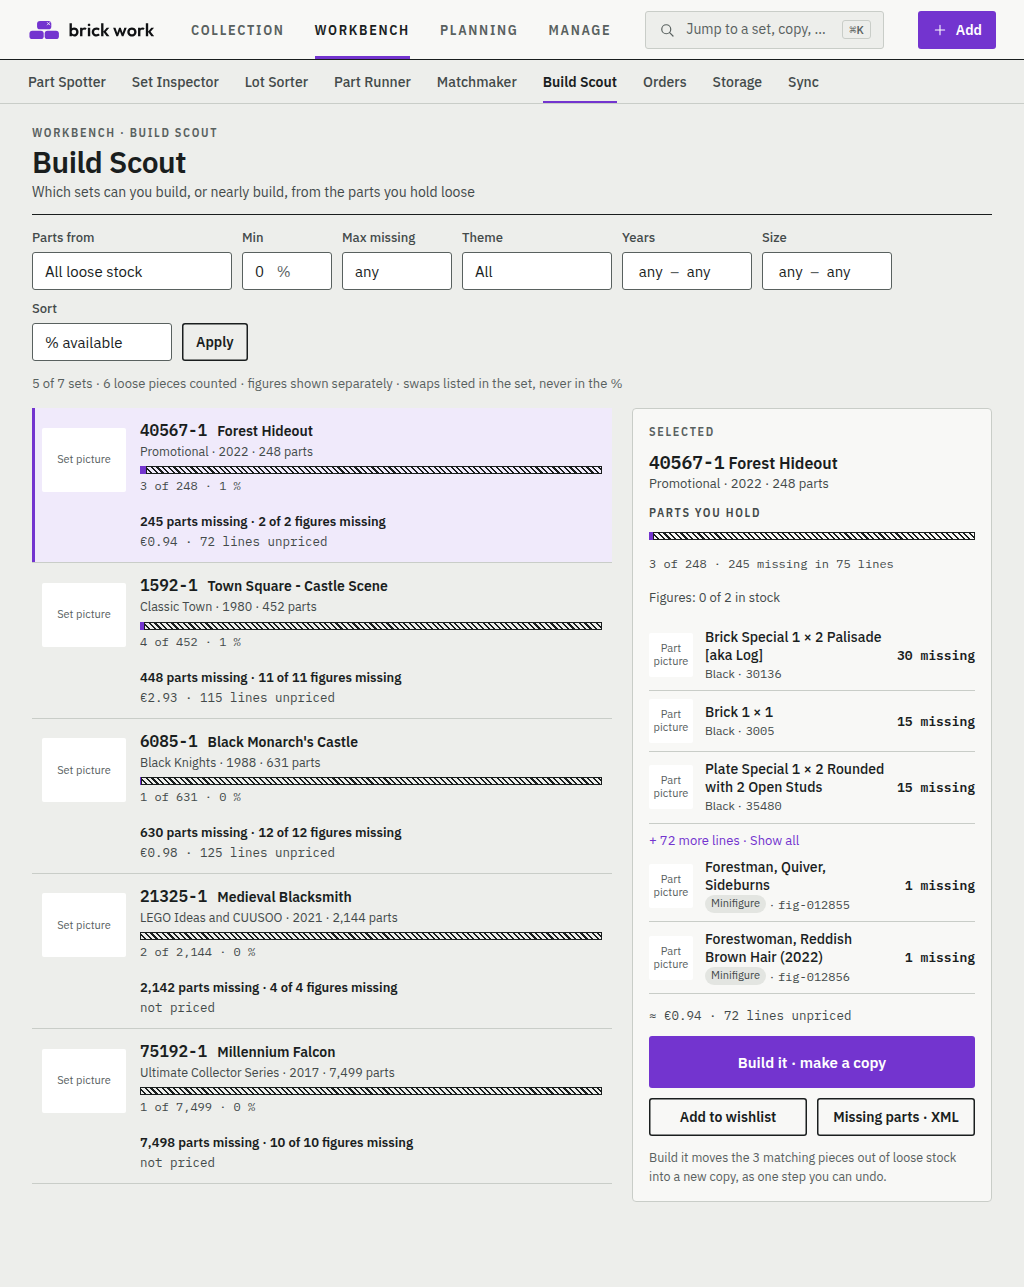 brick work
COLLECTION WORKBENCH PLANNING MANAGE
Jump to a set, copy, ... ⌘K
+ Add
Part Spotter Set Inspector Lot Sorter Part Runner Matchmaker Build Scout Orders Storage Sync
WORKBENCH · BUILD SCOUT
Build Scout
Which sets can you build, or nearly build, from the parts you hold loose
Parts from Min Max missing Theme Years Size
All loose stock 0 % any All any – any any – any
Sort
% available Apply
5 of 7 sets · 6 loose pieces counted · figures shown separately · swaps listed in the set, never in the %
Set picture
40567-1 Forest Hideout
Promotional · 2022 · 248 parts
3 of 248 · 1 %
245 parts missing · 2 of 2 figures missing
€0.94 · 72 lines unpriced
Set picture
1592-1 Town Square - Castle Scene
Classic Town · 1980 · 452 parts
4 of 452 · 1 %
448 parts missing · 11 of 11 figures missing
€2.93 · 115 lines unpriced
Set picture
6085-1 Black Monarch's Castle
Black Knights · 1988 · 631 parts
1 of 631 · 0 %
630 parts missing · 12 of 12 figures missing
€0.98 · 125 lines unpriced
Set picture
21325-1 Medieval Blacksmith
LEGO Ideas and CUUSOO · 2021 · 2,144 parts
2 of 2,144 · 0 %
2,142 parts missing · 4 of 4 figures missing
not priced
Set picture
75192-1 Millennium Falcon
Ultimate Collector Series · 2017 · 7,499 parts
1 of 7,499 · 0 %
7,498 parts missing · 10 of 10 figures missing
not priced
SELECTED
40567-1 Forest Hideout
Promotional · 2022 · 248 parts
PARTS YOU HOLD
3 of 248 · 245 missing in 75 lines
Figures: 0 of 2 in stock
Part
picture
Brick Special 1 × 2 Palisade
[aka Log]
Black · 30136
30 missing
Part
picture
Brick 1 × 1
Black · 3005
15 missing
Part
picture
Plate Special 1 × 2 Rounded
with 2 Open Studs
Black · 35480
15 missing
+ 72 more lines · Show all
Part
picture
Forestman, Quiver,
Sideburns
Minifigure · fig-012855
1 missing
Part
picture
Forestwoman, Reddish
Brown Hair (2022)
Minifigure · fig-012856
1 missing
≈ €0.94 · 72 lines unpriced
Build it · make a copy
Add to wishlist Missing parts · XML
Build it moves the 3 matching pieces out of loose stock
into a new copy, as one step you can undo.